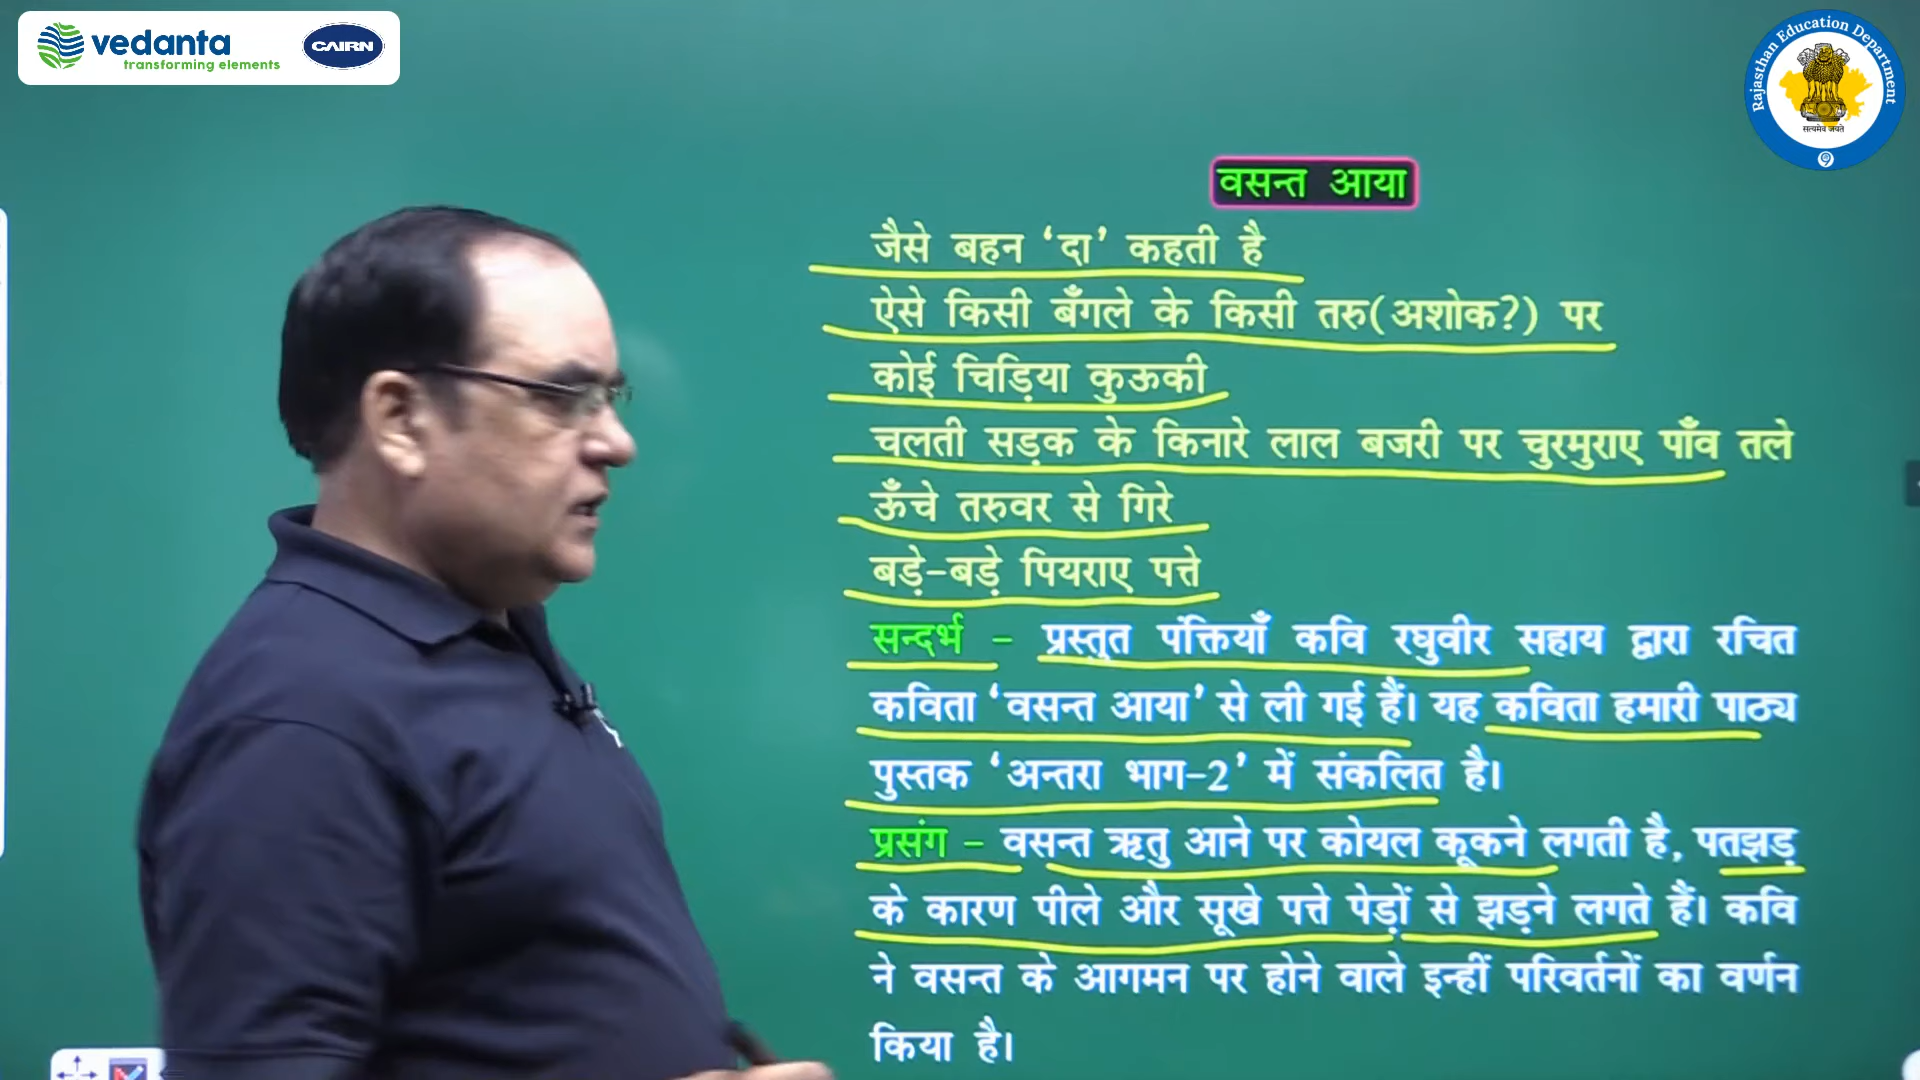 vedanta
transforming elements
CAIRN
Rajasthan Education Department
सत्यमेव जयते
वसन्त आया
जैसे बहन ‘दा’ कहती है
ऐसे किसी बँगले के किसी तरु(अशोक?) पर
कोई चिड़िया कुऊकी
चलती सड़क के किनारे लाल बजरी पर चुरमुराए पाँव तले
ऊँचे तरुवर से गिरे
बड़े-बड़े पियराए पत्ते
सन्दर्भ – प्रस्तुत पंक्तियाँ कवि रघुवीर सहाय द्वारा रचित
कविता ‘वसन्त आया’ से ली गई हैं। यह कविता हमारी पाठ्य
पुस्तक ‘अन्तरा भाग-2’ में संकलित है।
प्रसंग – वसन्त ऋतु आने पर कोयल कूकने लगती है, पतझड़
के कारण पीले और सूखे पत्ते पेड़ों से झड़ने लगते हैं। कवि
ने वसन्त के आगमन पर होने वाले इन्हीं परिवर्तनों का वर्णन
किया है।